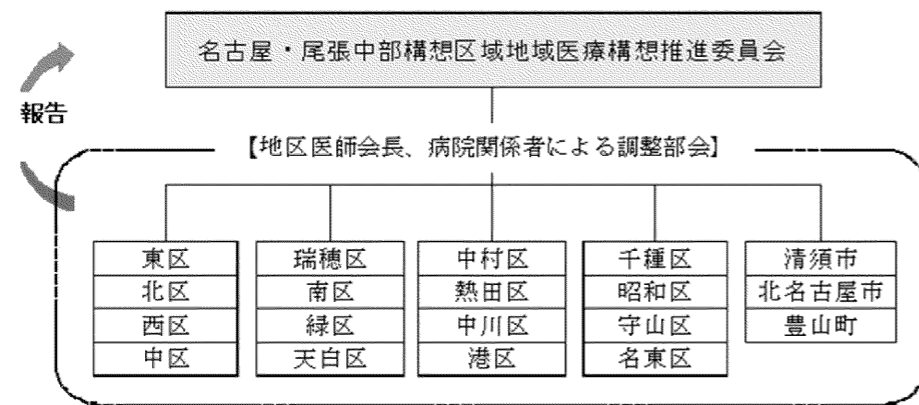 名古屋・尾張中部構想区域地域医療構想推進委員会
報告
【地区医師会長、病院関係者による調整部会】
東区
北区
西区
中区
瑞穂区
南区
緑区
天白区
中村区
熱田区
中川区
港区
千種区
昭和区
守山区
名東区
清須市
北名古屋市
豊山町